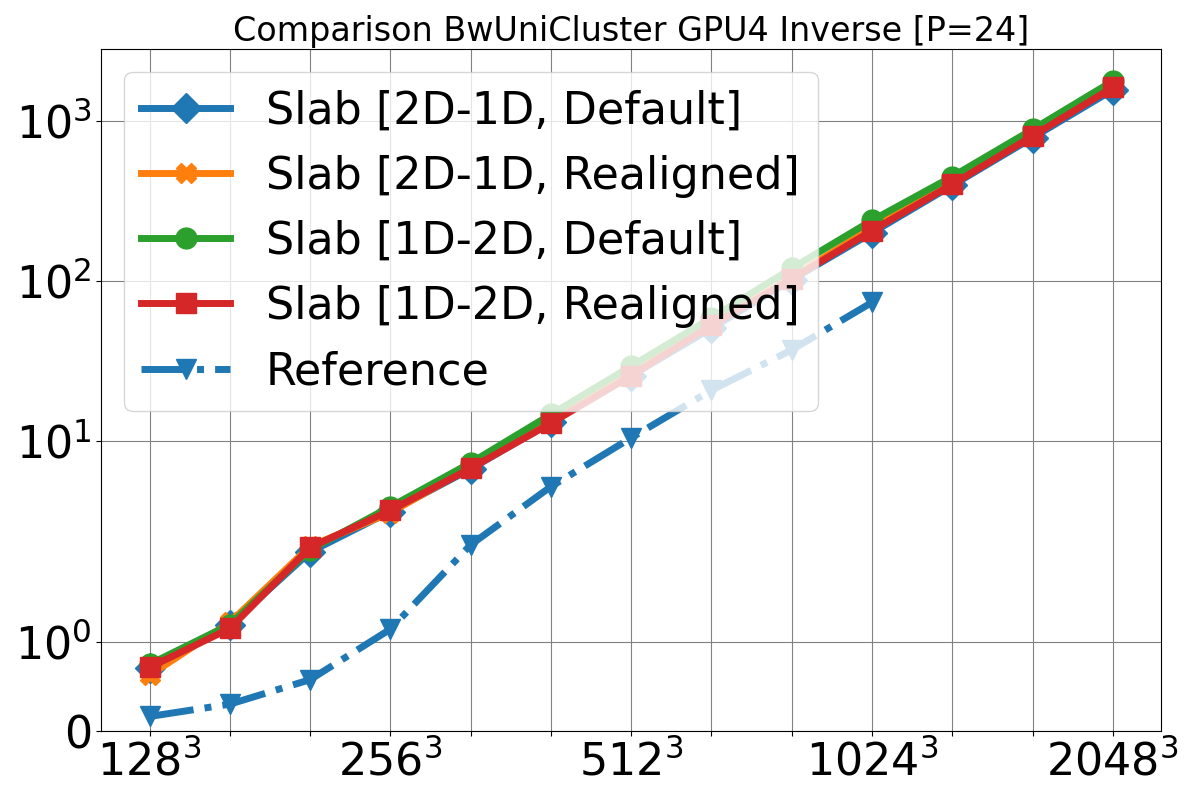 Comparison BwUniCluster GPU4 Inverse [P=24]
Slab [2D-1D, Default]
Slab [2D-1D, Realigned]
Slab [1D-2D, Default]
Slab [1D-2D, Realigned]
Reference
10³
10²
10¹
10⁰
0
128³ 256³ 512³ 1024³ 2048³